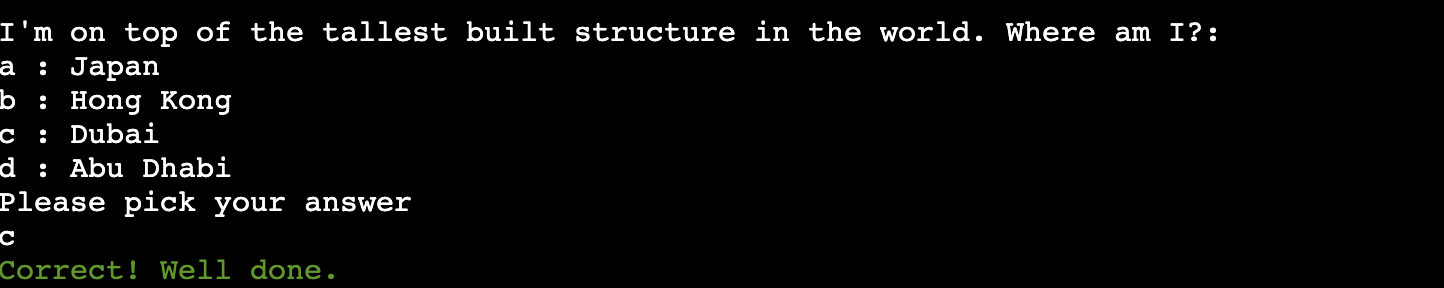 I'm on top of the tallest built structure in the world. Where am I?:
a : Japan
b : Hong Kong
c : Dubai
d : Abu Dhabi
Please pick your answer
c
Correct! Well done.